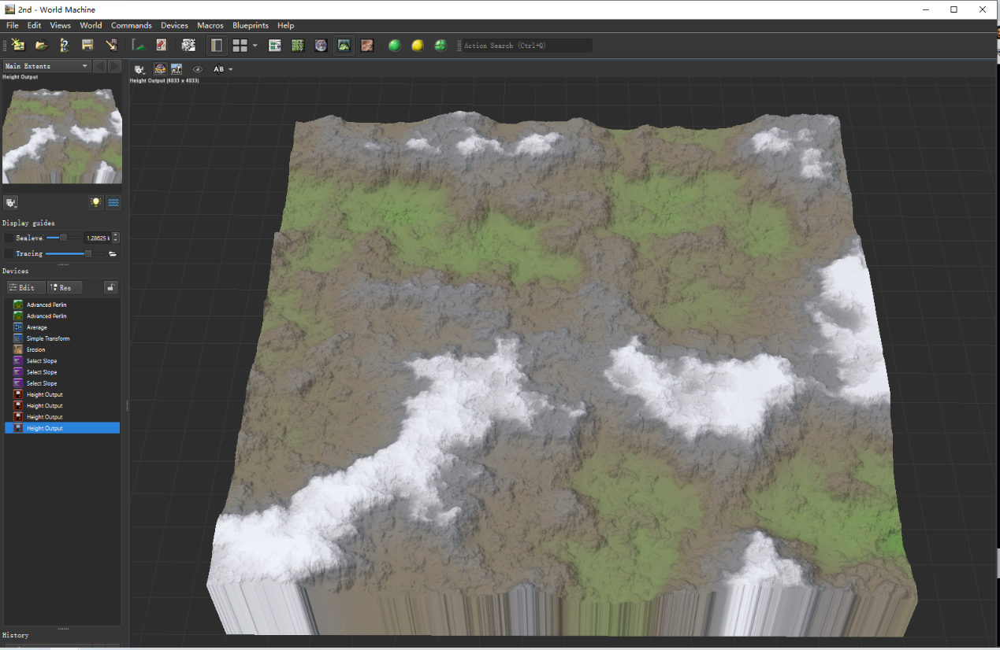 2nd - World Machine
File Edit Views World Commands Devices Macros Blueprints Help
Action Search (Ctrl+Q)
Main Extents
Height Output
A/B
Height Output (4033 x 4033)
Display guides
Sealeve 1.28625 k
Tracing
Devices
Edit Res
Advanced Perlin
Advanced Perlin
Average
Simple Transform
Erosion
Select Slope
Select Slope
Select Slope
Height Output
Height Output
Height Output
Height Output
History